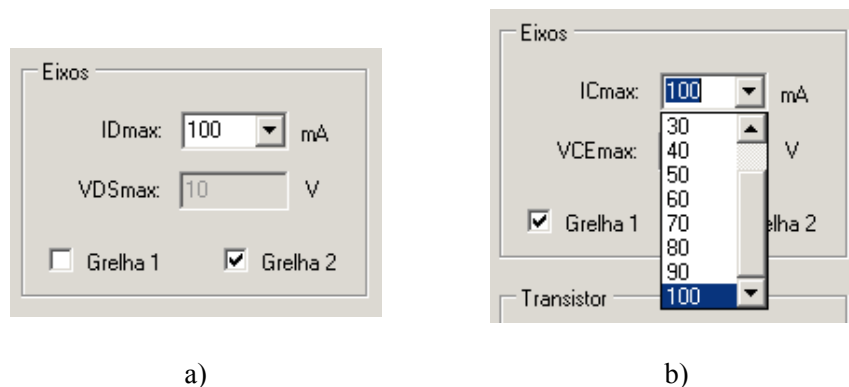 Eixos
IDmax: 100 mA
VDSmax: 10 V
Grelha 1 Grelha 2
a)
Eixos
ICmax: 100 mA
VCEmax: V
Grelha 1 elha 2
30
40
50
60
70
80
90
100
Transistor
b)